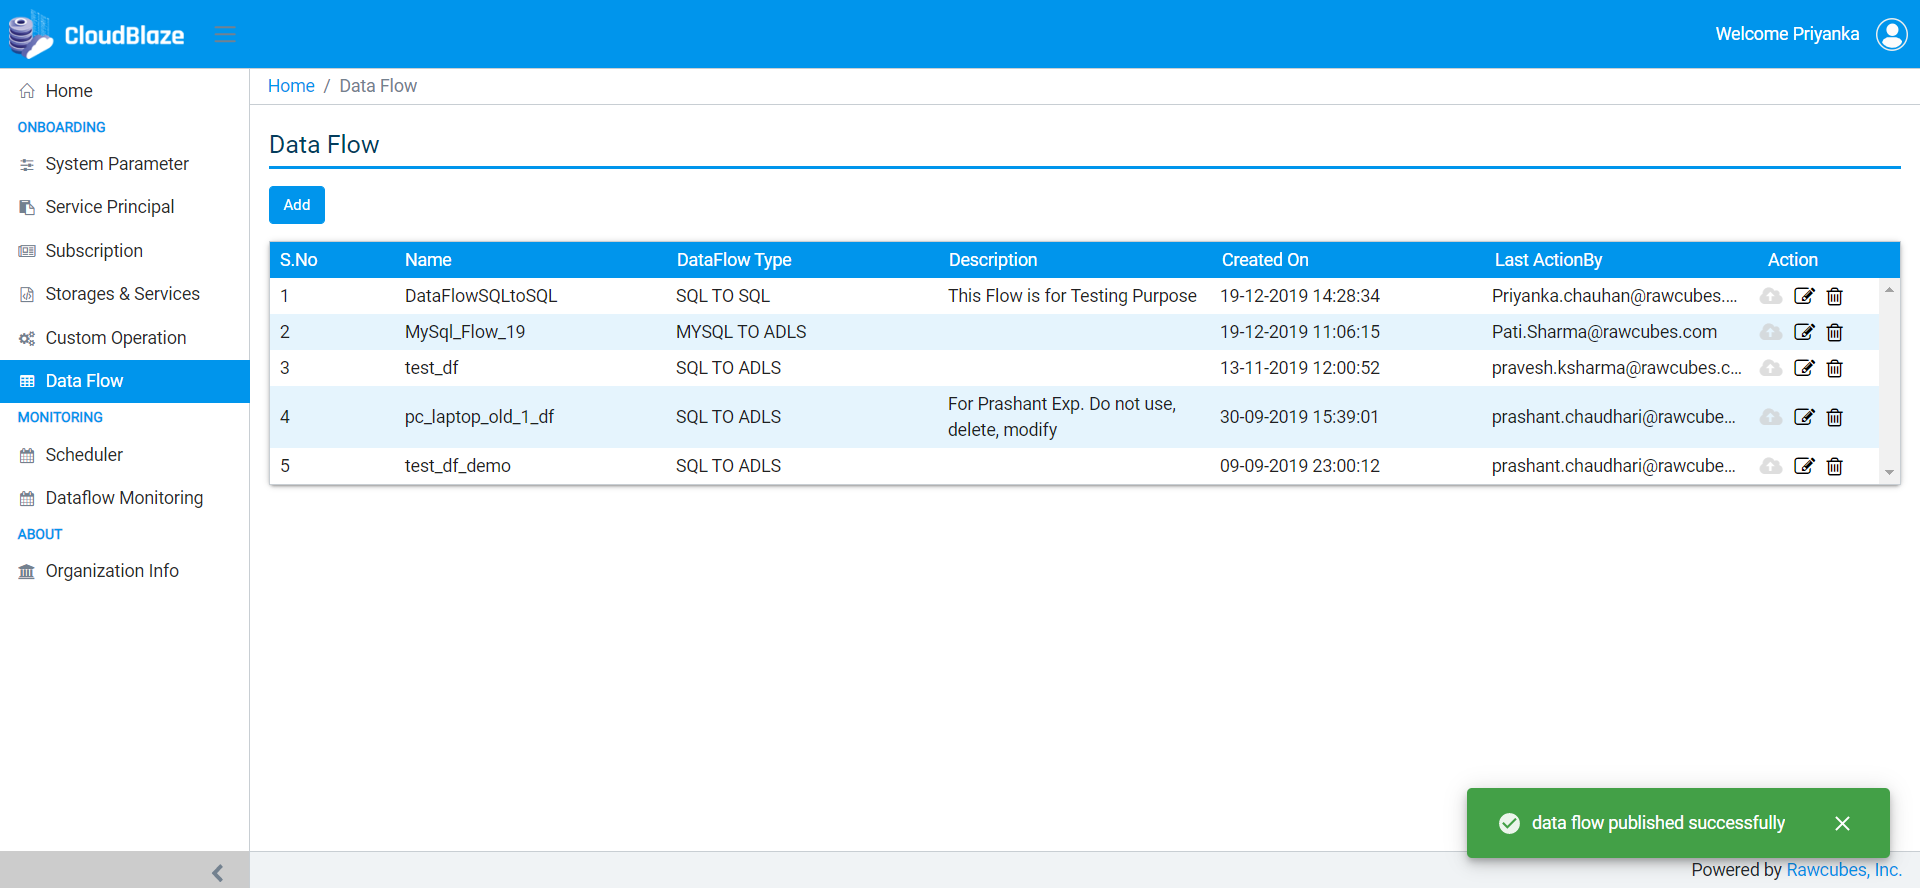 CloudBlaze
Welcome Priyanka
Home
ONBOARDING
System Parameter
Service Principal
Subscription
Storages & Services
Custom Operation
Data Flow
MONITORING
Scheduler
Dataflow Monitoring
ABOUT
Organization Info
Home / Data Flow
Data Flow
Add
S.No Name DataFlow Type Description Created On Last ActionBy Action
1 DataFlowSQLtoSQL SQL TO SQL This Flow is for Testing Purpose 19-12-2019 14:28:34 Priyanka.chauhan@rawcubes....
2 MySql_Flow_19 MYSQL TO ADLS 19-12-2019 11:06:15 Pati.Sharma@rawcubes.com
3 test_df SQL TO ADLS 13-11-2019 12:00:52 pravesh.ksharma@rawcubes.c...
4 pc_laptop_old_1_df SQL TO ADLS For Prashant Exp. Do not use, 30-09-2019 15:39:01 prashant.chaudhari@rawcube...
delete, modify
5 test_df_demo SQL TO ADLS 09-09-2019 23:00:12 prashant.chaudhari@rawcube...
data flow published successfully
Powered by Rawcubes, Inc.